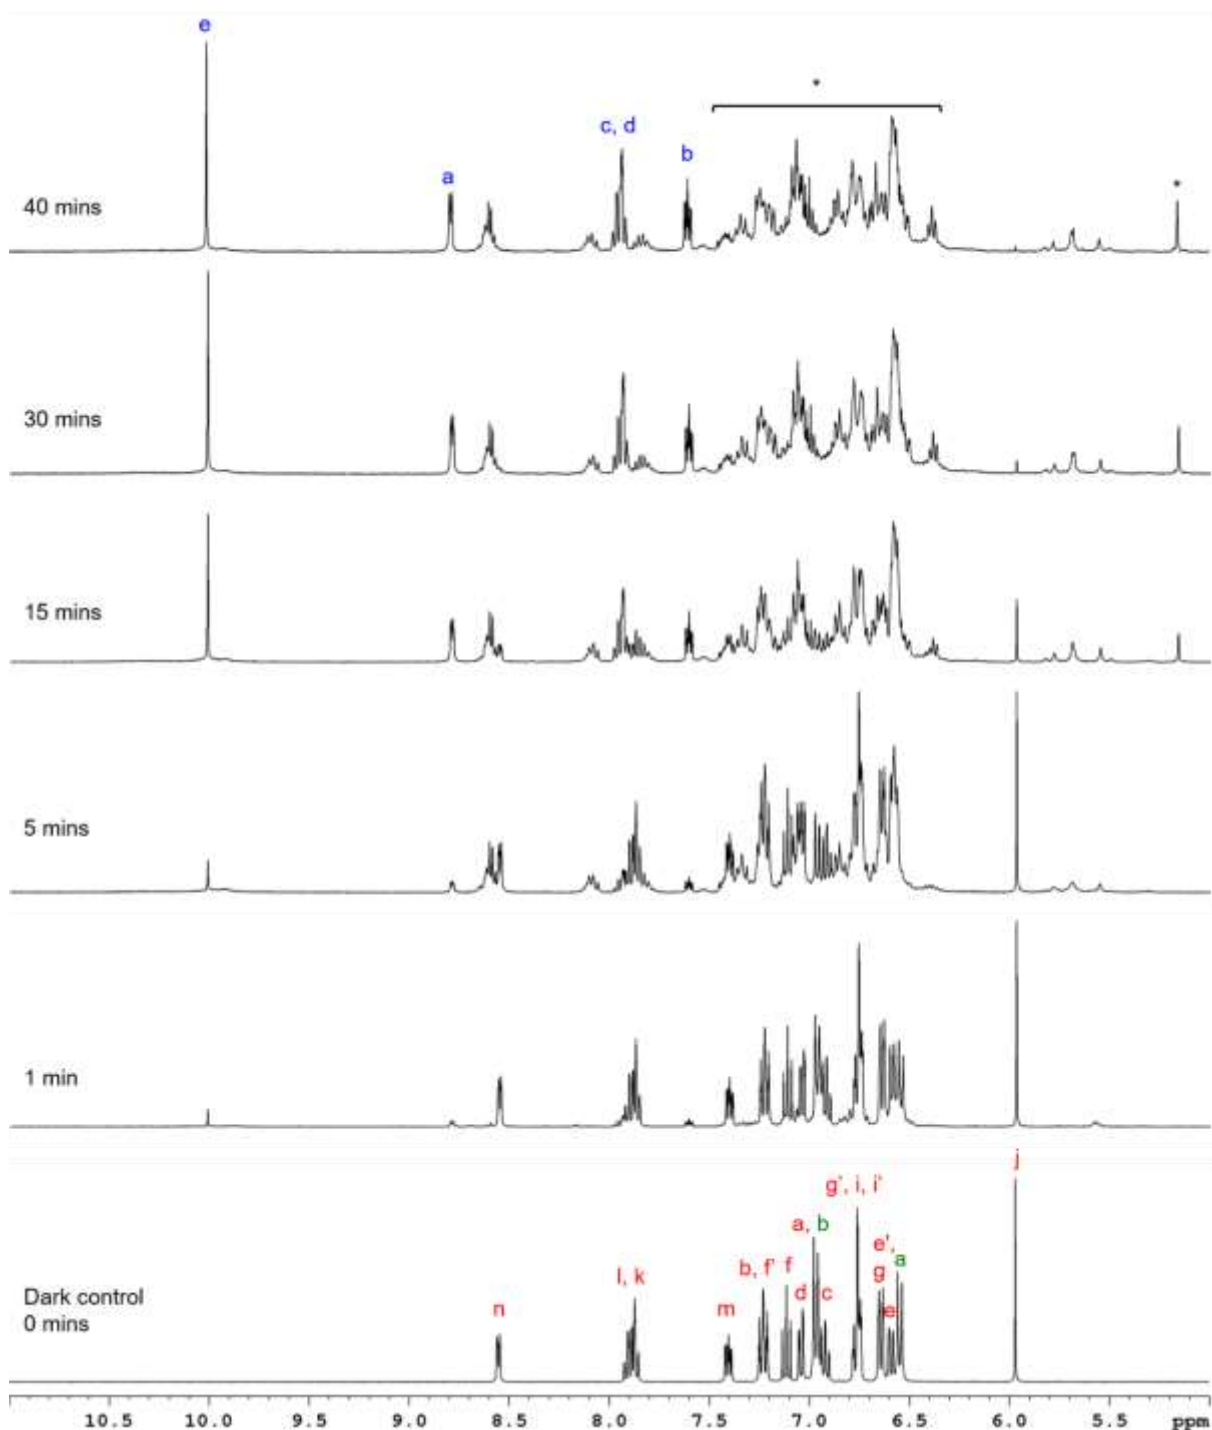 e
*
c, d
b
a
*
40 mins
30 mins
15 mins
5 mins
1 min
j
g', i, i'
a, b
e',
b, f' f
g a
l, k
d c
n
m
e
Dark control
0 mins
10.5 10.0 9.5 9.0 8.5 8.0 7.5 7.0 6.5 6.0 5.5 ppm